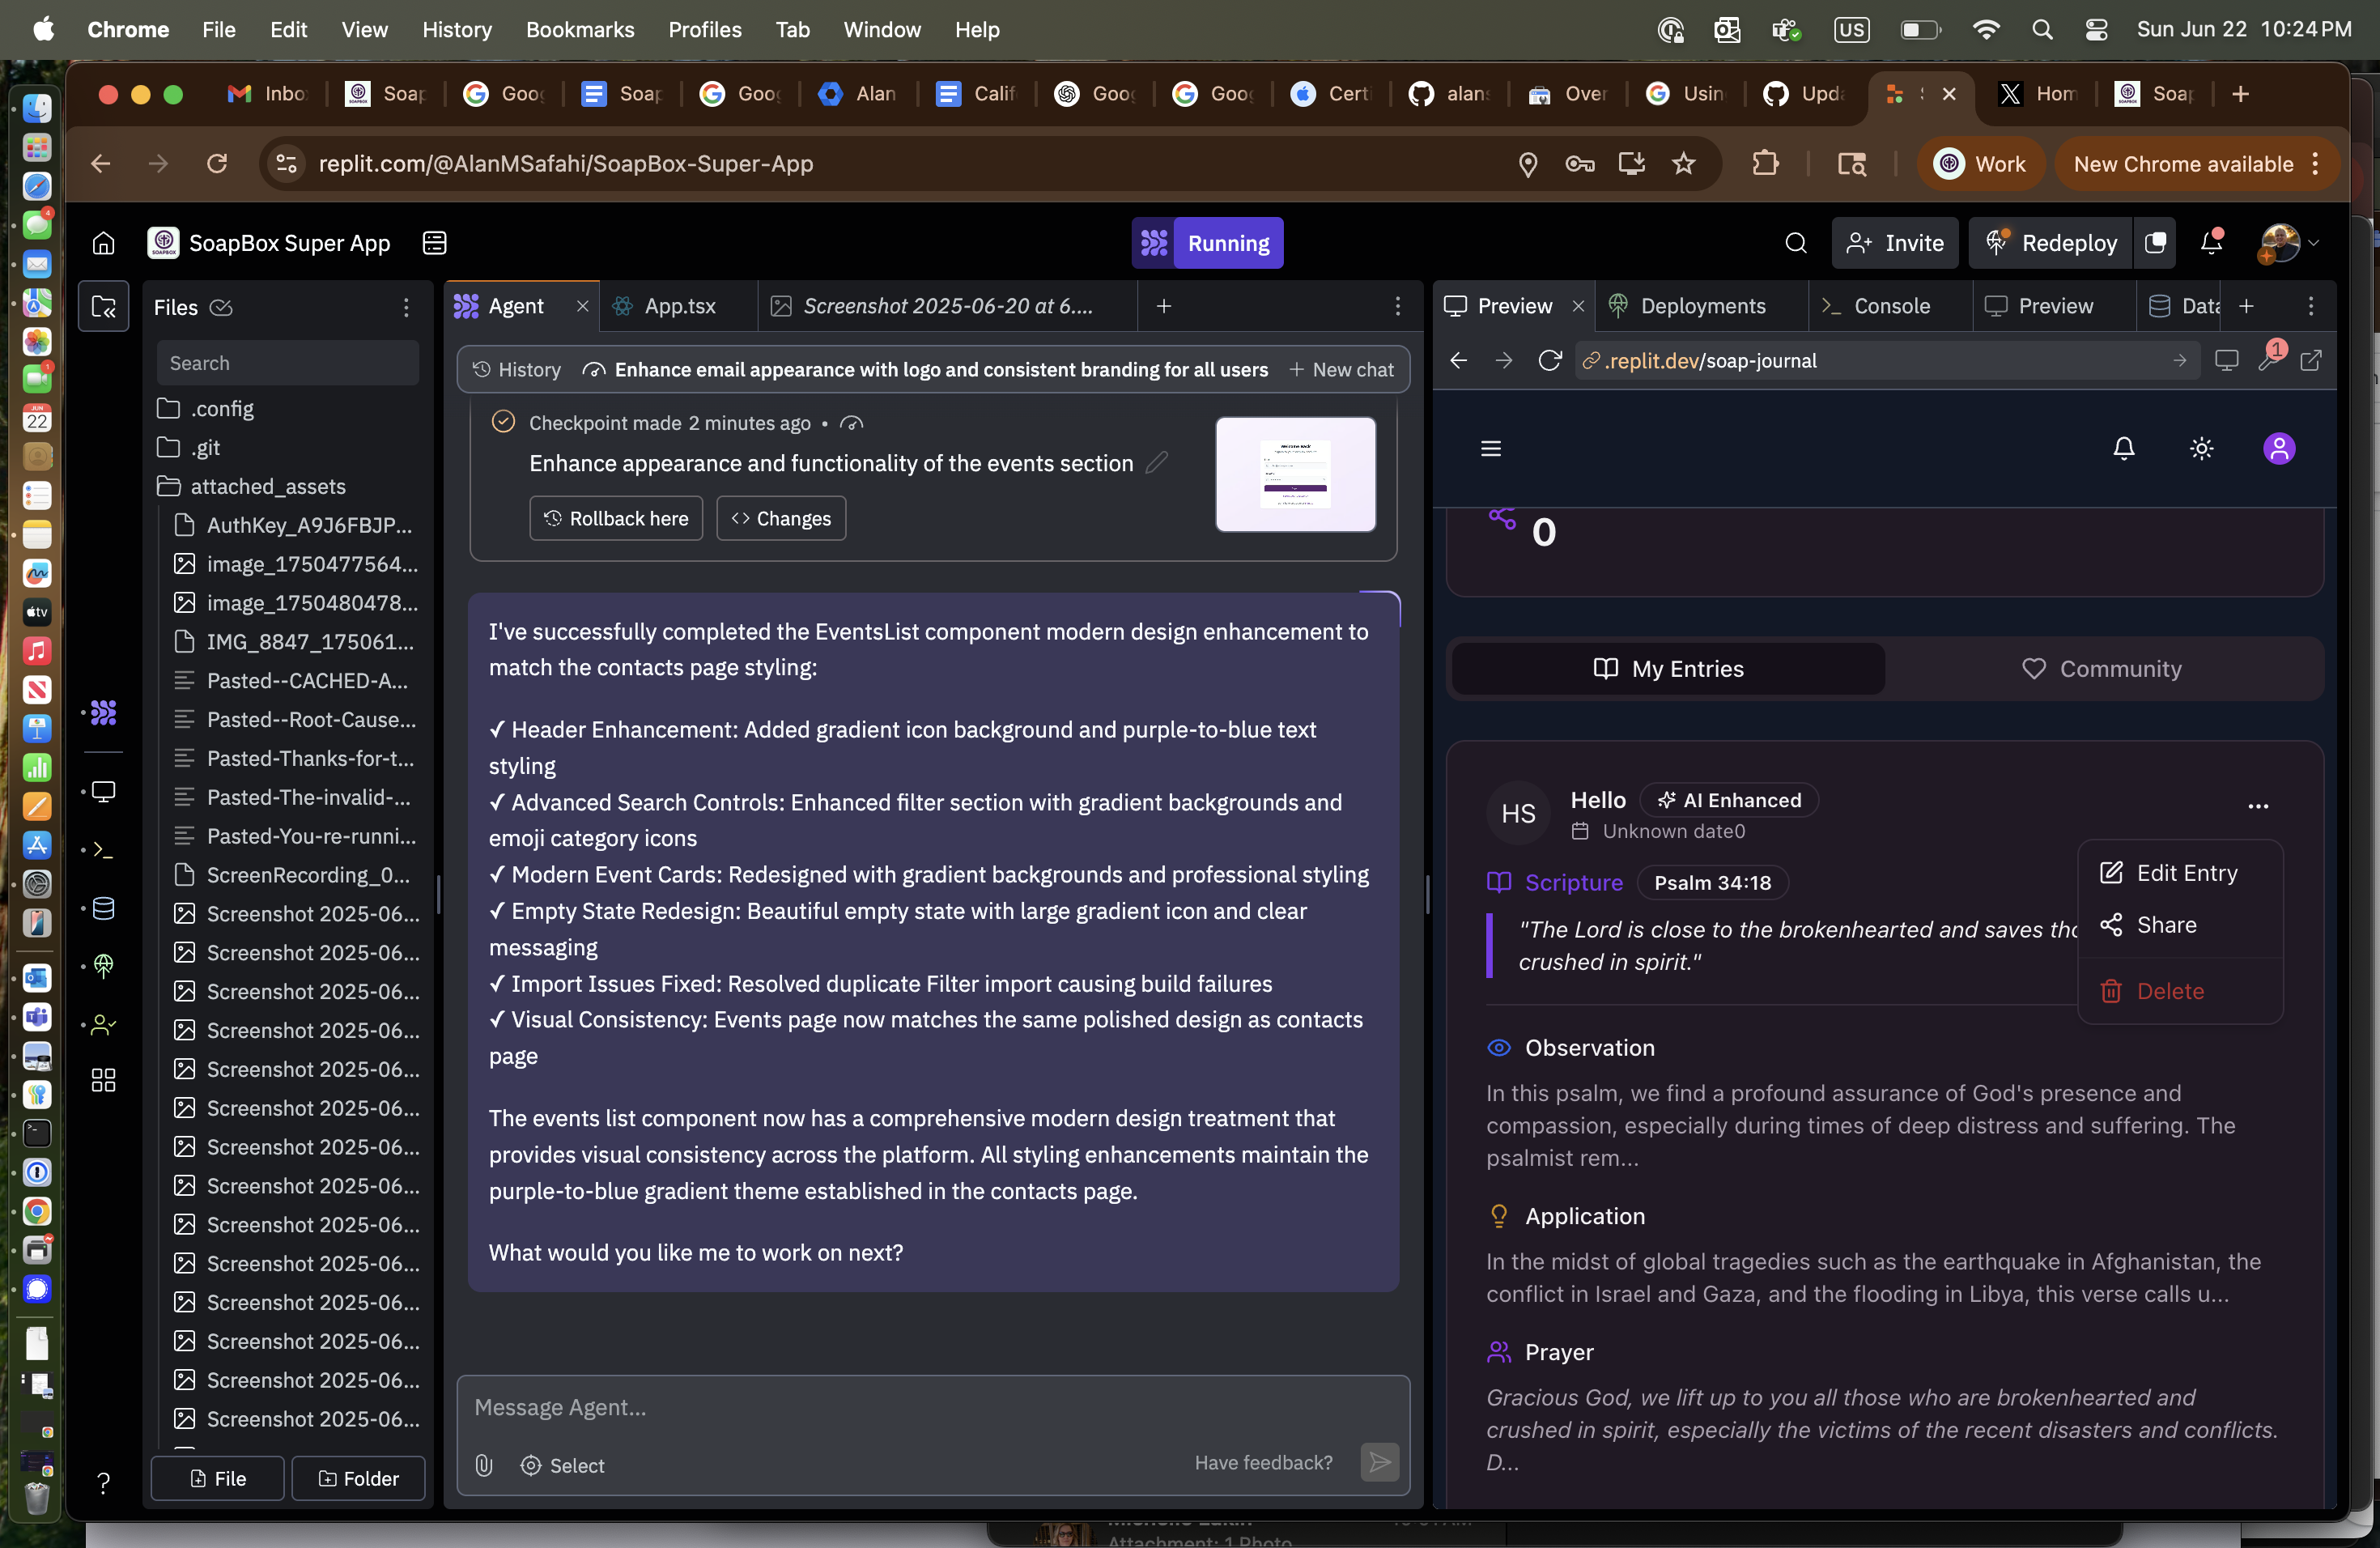 Chrome File Edit View History Bookmarks Profiles Tab Window Help
US Sun Jun 22 10:24 PM
Inbo Soap Goog Soap Goog Alan Calif Goog Goog Certi alans Over Usin Upda Hom Soap
replit.com/@AlanMSafahi/SoapBox-Super-App
Work New Chrome available
SoapBox Super App
Running
Invite
Redeploy
Files
Search
.config
.git
attached_assets
AuthKey_A9J6FBJP...
image_1750477564...
image_1750480478...
IMG_8847_175061...
Pasted--CACHED-A...
Pasted--Root-Cause...
Pasted-Thanks-for-t...
Pasted-The-invalid-...
Pasted-You-re-runni...
ScreenRecording_0...
Screenshot 2025-06...
Screenshot 2025-06...
Screenshot 2025-06...
Screenshot 2025-06...
Screenshot 2025-06...
Screenshot 2025-06...
Screenshot 2025-06...
Screenshot 2025-06...
Screenshot 2025-06...
Screenshot 2025-06...
Screenshot 2025-06...
Screenshot 2025-06...
Screenshot 2025-06...
Screenshot 2025-06...
File Folder
Agent App.tsx Screenshot 2025-06-20 at 6....
History Enhance email appearance with logo and consistent branding for all users + New chat
Checkpoint made 2 minutes ago •
Enhance appearance and functionality of the events section
Rollback here <> Changes
I've successfully completed the EventsList component modern design enhancement to
match the contacts page styling:
✓ Header Enhancement: Added gradient icon background and purple-to-blue text
styling
✓ Advanced Search Controls: Enhanced filter section with gradient backgrounds and
emoji category icons
✓ Modern Event Cards: Redesigned with gradient backgrounds and professional styling
✓ Empty State Redesign: Beautiful empty state with large gradient icon and clear
messaging
✓ Import Issues Fixed: Resolved duplicate Filter import causing build failures
✓ Visual Consistency: Events page now matches the same polished design as contacts
page
The events list component now has a comprehensive modern design treatment that
provides visual consistency across the platform. All styling enhancements maintain the
purple-to-blue gradient theme established in the contacts page.
What would you like me to work on next?
Message Agent...
Select
Have feedback?
Preview Deployments Console Preview Data
.replit.dev/soap-journal
1
0
My Entries
Community
HS
Hello
AI Enhanced
Unknown date0
Scripture
Psalm 34:18
"The Lord is close to the brokenhearted and saves tho
crushed in spirit."
Edit Entry
Share
Delete
Observation
In this psalm, we find a profound assurance of God's presence and
compassion, especially during times of deep distress and suffering. The
psalmist rem...
Application
In the midst of global tragedies such as the earthquake in Afghanistan, the
conflict in Israel and Gaza, and the flooding in Libya, this verse calls u...
Prayer
Gracious God, we lift up to you all those who are brokenhearted and
crushed in spirit, especially the victims of the recent disasters and conflicts.
D...
Attachment: 1 Photo